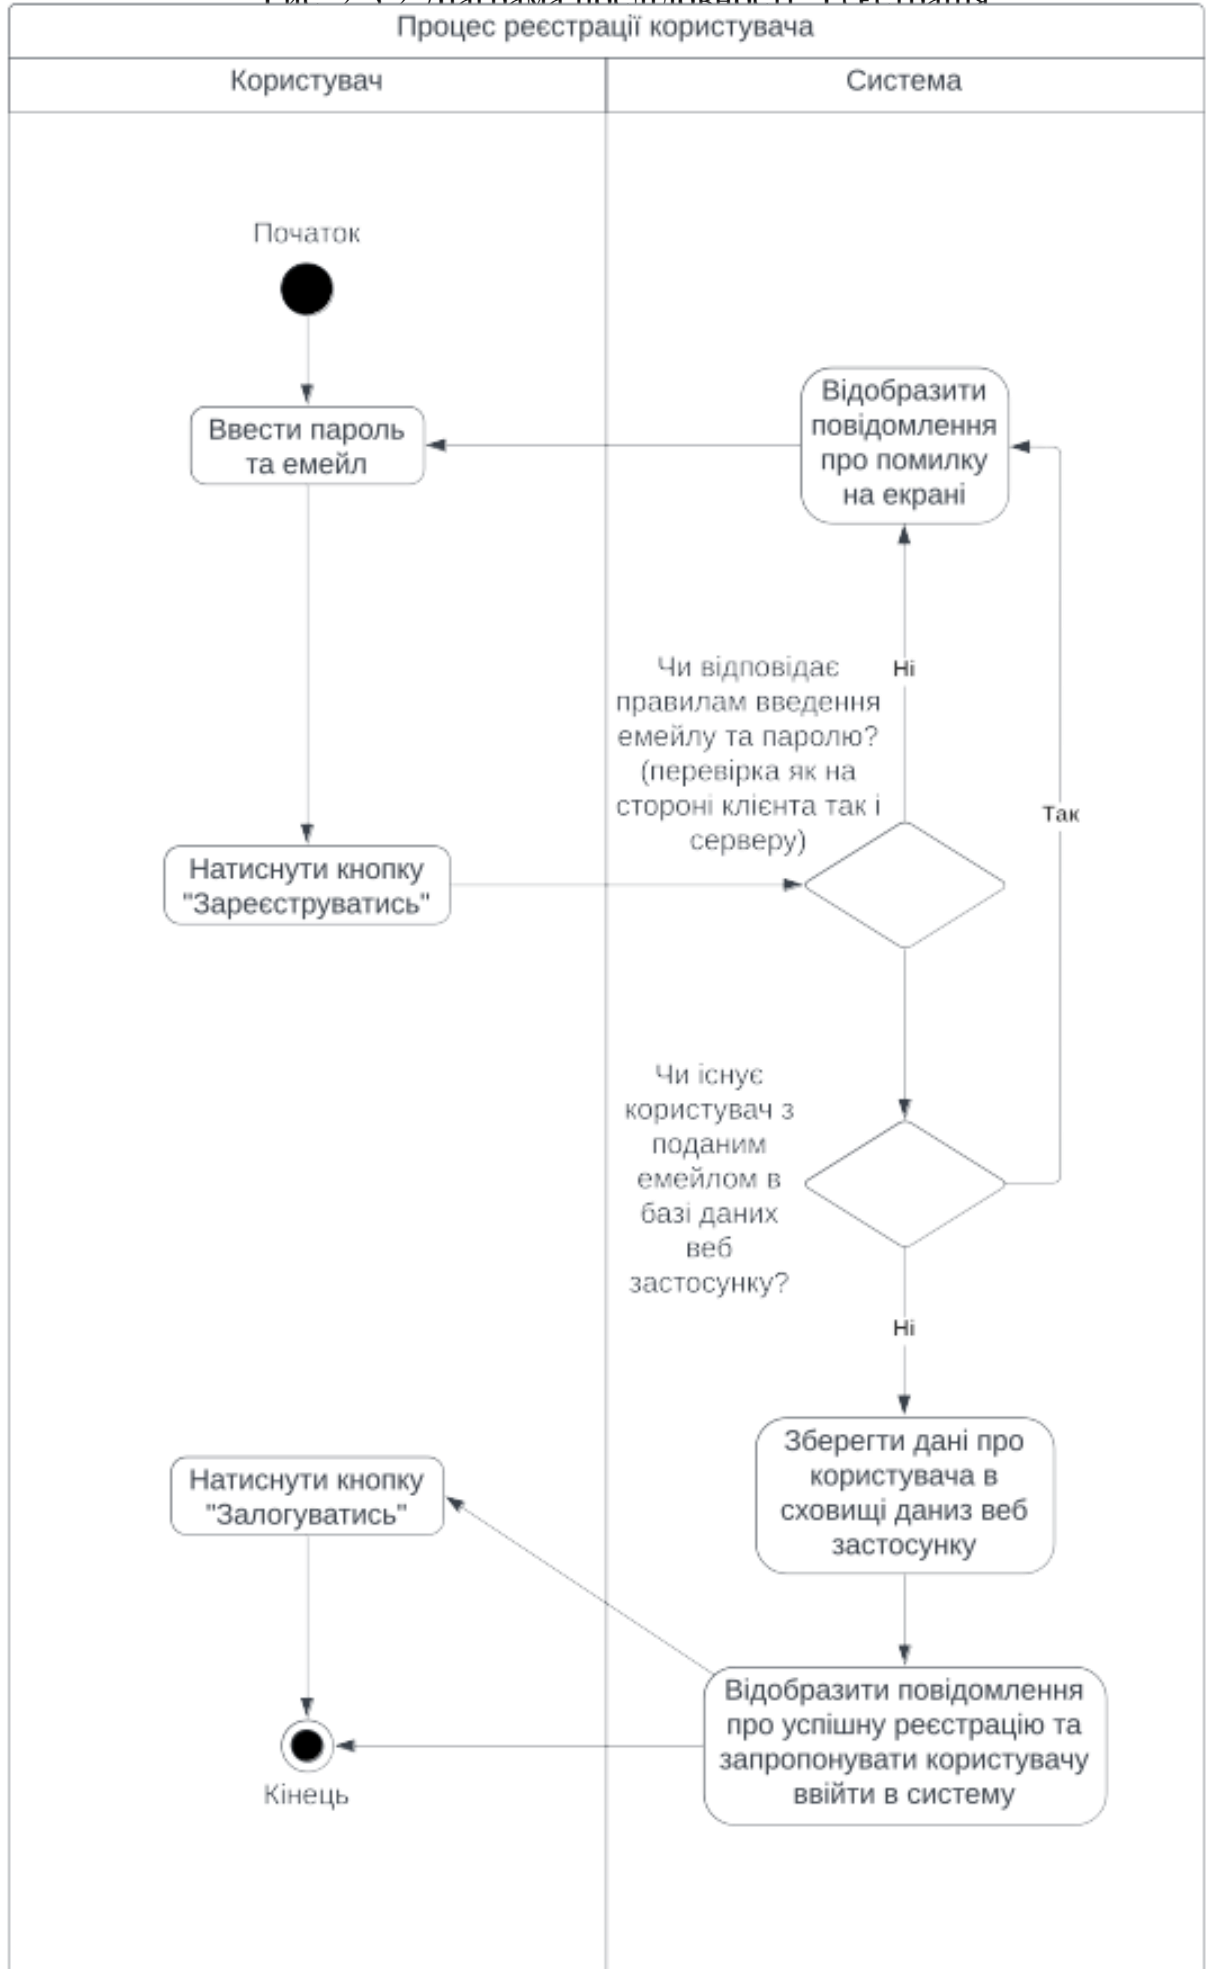 Процес реєстрації користувача
Користувач
Система
Початок
Ввести пароль
та емейл
Відобразити
повідомлення
про помилку
на екрані
Чи відповідає
правилам введення
емейлу та паролю?
(перевірка як на
стороні клієнта так і
серверу)
Ні
Так
Натиснути кнопку
"Зареєструватись"
Чи існує
користувач з
поданим
емейлом в
базі даних
веб
застосунку?
Ні
Зберегти дані про
користувача в
сховищі даниз веб
застосунку
Натиснути кнопку
"Залогуватись"
Відобразити повідомлення
про успішну реєстрацію та
запропонувати користувачу
ввійти в систему
Кінець